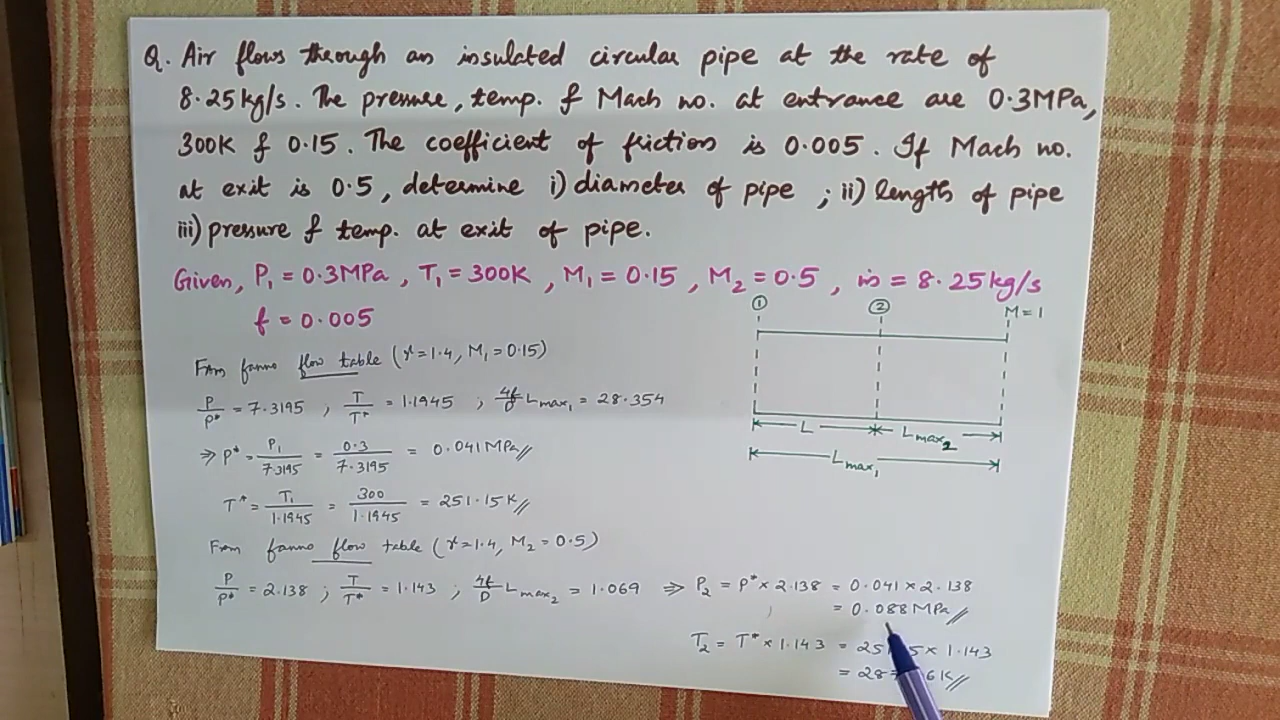 Q. Air flows through an insulated circular pipe at the rate of
8.25 kg/s. The pressure, temp. & Mach no. at entrance are 0.3MPa,
300K & 0.15. The coefficient of friction is 0.005. If Mach no.
at exit is 0.5, determine i) diameter of pipe ; ii) length of pipe
iii) pressure & temp. at exit of pipe.
Given, P₁ = 0.3MPa, T₁ = 300K, M₁ = 0.15, M₂ = 0.5, ṁ = 8.25 kg/s
f = 0.005
① ② M=1
From fanno flow table (γ=1.4, M₁=0.15)
P/P* = 7.3195 ; T/T* = 1.1945 ; 4f/D Lmax₁ = 28.354
L Lmax₂
Lmax₁
⇒ P* = P₁/7.3195 = 0.3/7.3195 = 0.041 MPa//
T* = T₁/1.1945 = 300/1.1945 = 251.15K//
From fanno flow table (γ=1.4, M₂=0.5)
P/P* = 2.138 ; T/T* = 1.143 ; 4f/D Lmax₂ = 1.069 ⇒ P₂ = P* × 2.138 = 0.041 × 2.138
= 0.088 MPa//
T₂ = T* × 1.143 = × 1.143